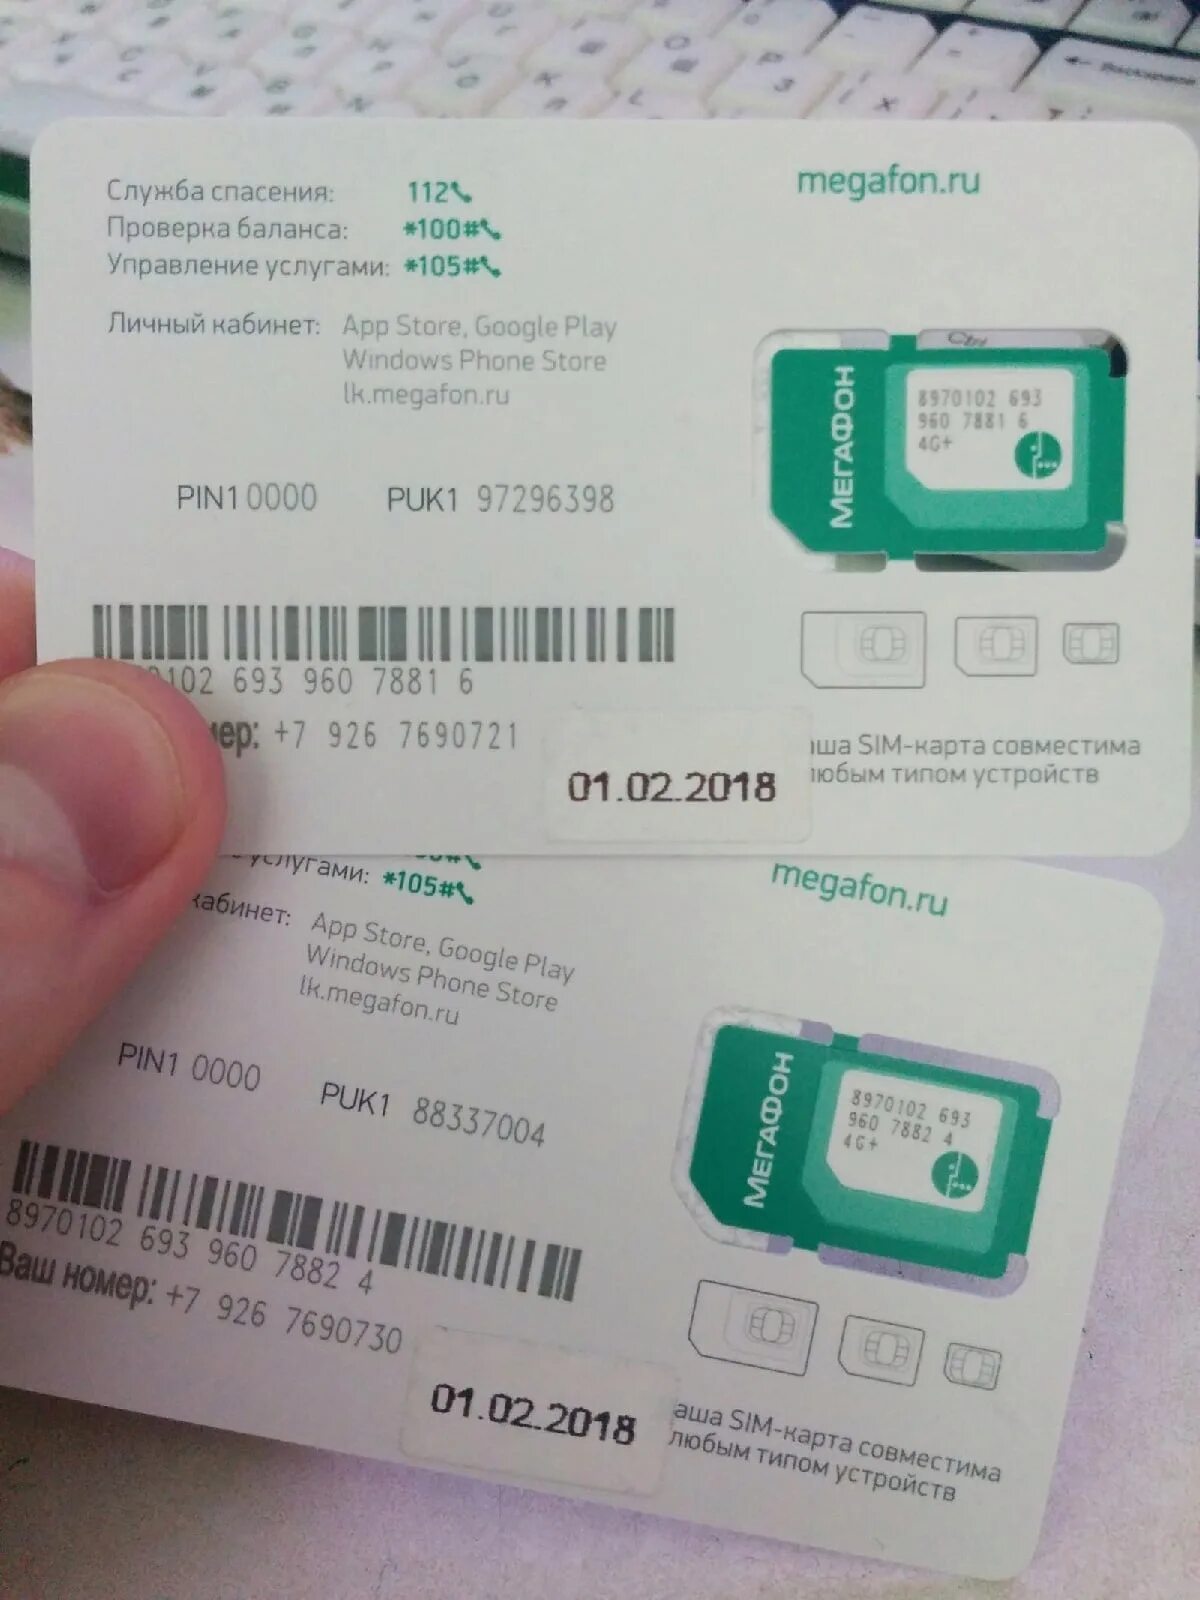 Служба спасения: 112
Проверка баланса: *100#
Управление услугами: *105#
Личный кабинет: App Store, Google Play
Windows Phone Store
lk.megafon.ru
megafon.ru
МЕГАФОН
8970102 693
960 7881 6
4G+
PIN1 0000 PUK1 97296398
0102 693 960 7881 6
мер: +7 926 7690721
01.02.2018
аша SIM-карта совместима
любым типом устройств
услугами: *105#
кабинет: App Store, Google Play
Windows Phone Store
lk.megafon.ru
megafon.ru
МЕГАФОН
8970102 693
960 7882 4
4G+
PIN1 0000 PUK1 88337004
8970102 693 960 7882 4
Ваш номер: +7 926 7690730
01.02.2018
аша SIM-карта совместима
любым типом устройств